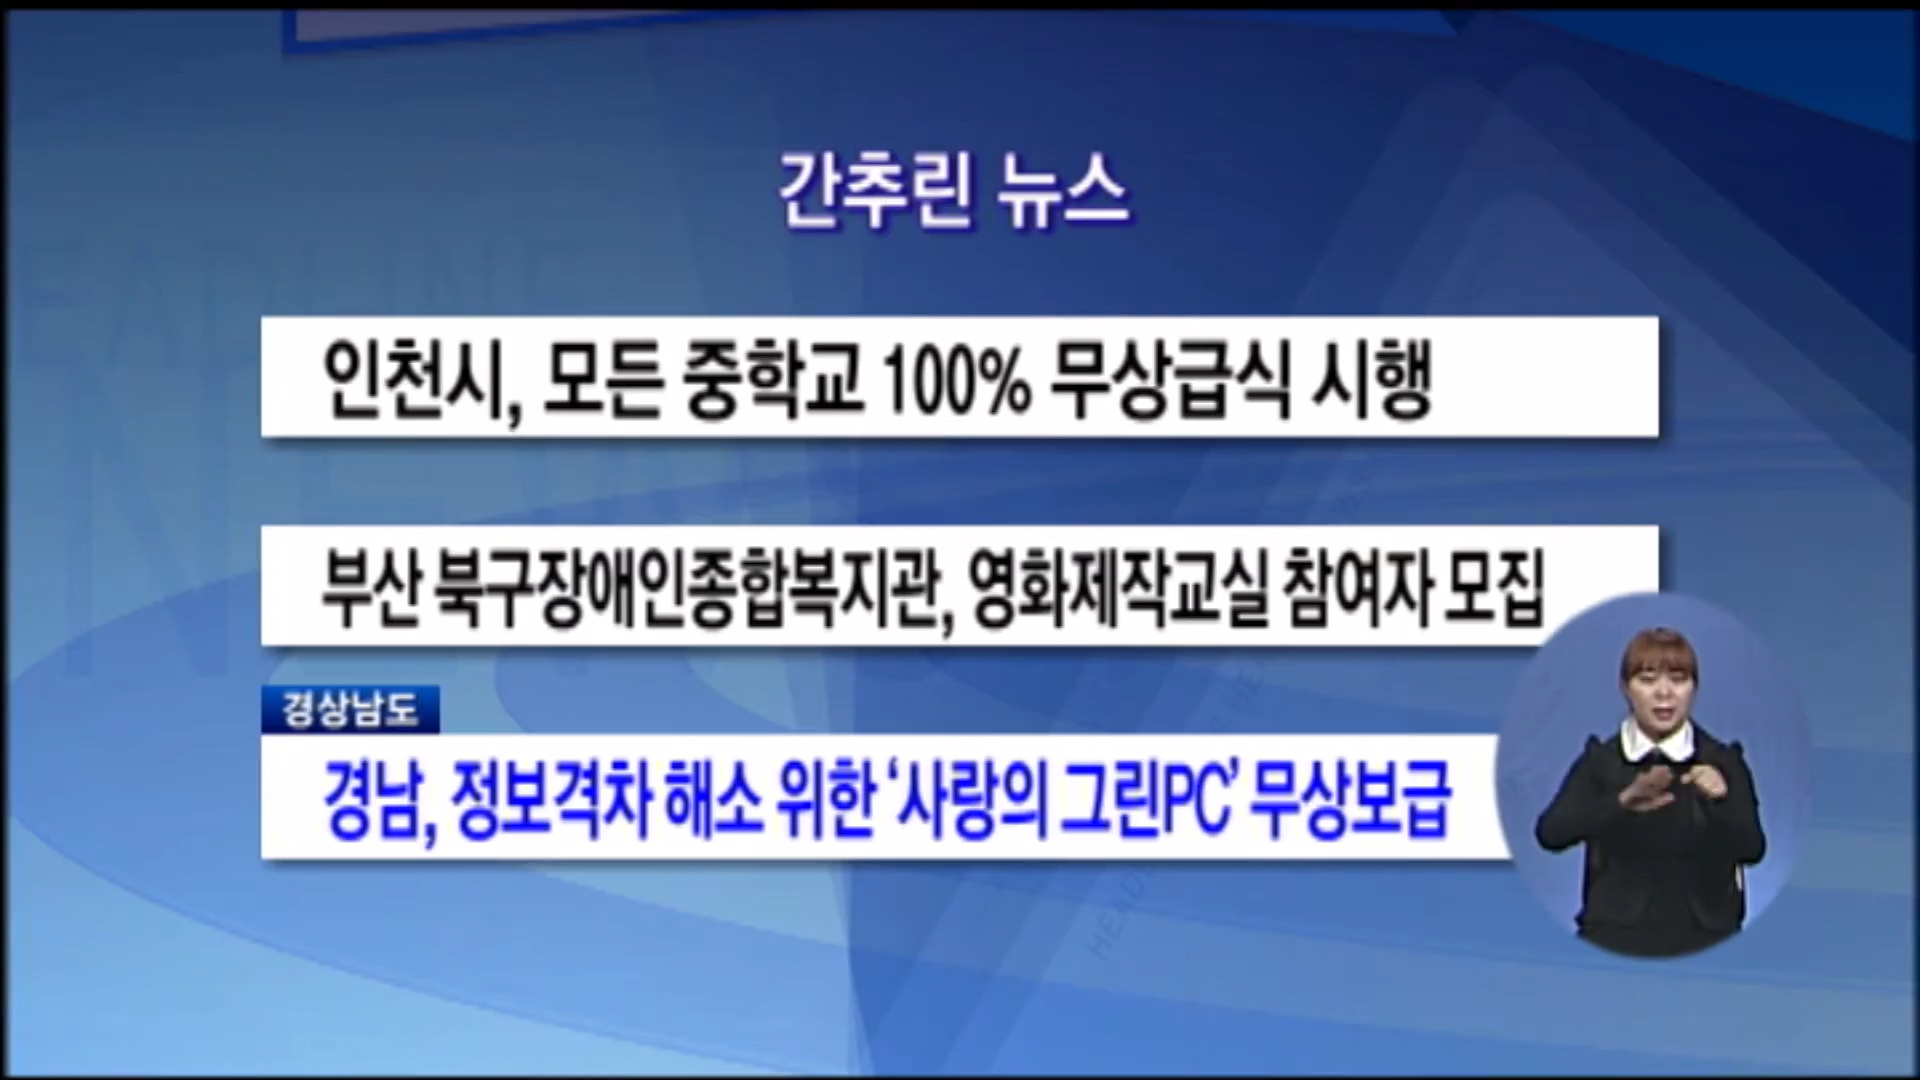 간추린 뉴스
인천시, 모든 중학교 100% 무상급식 시행
부산 북구장애인종합복지관, 영화제작교실 참여자 모집
경상남도
경남, 정보격차 해소 위한 ‘사랑의 그린PC’ 무상보급